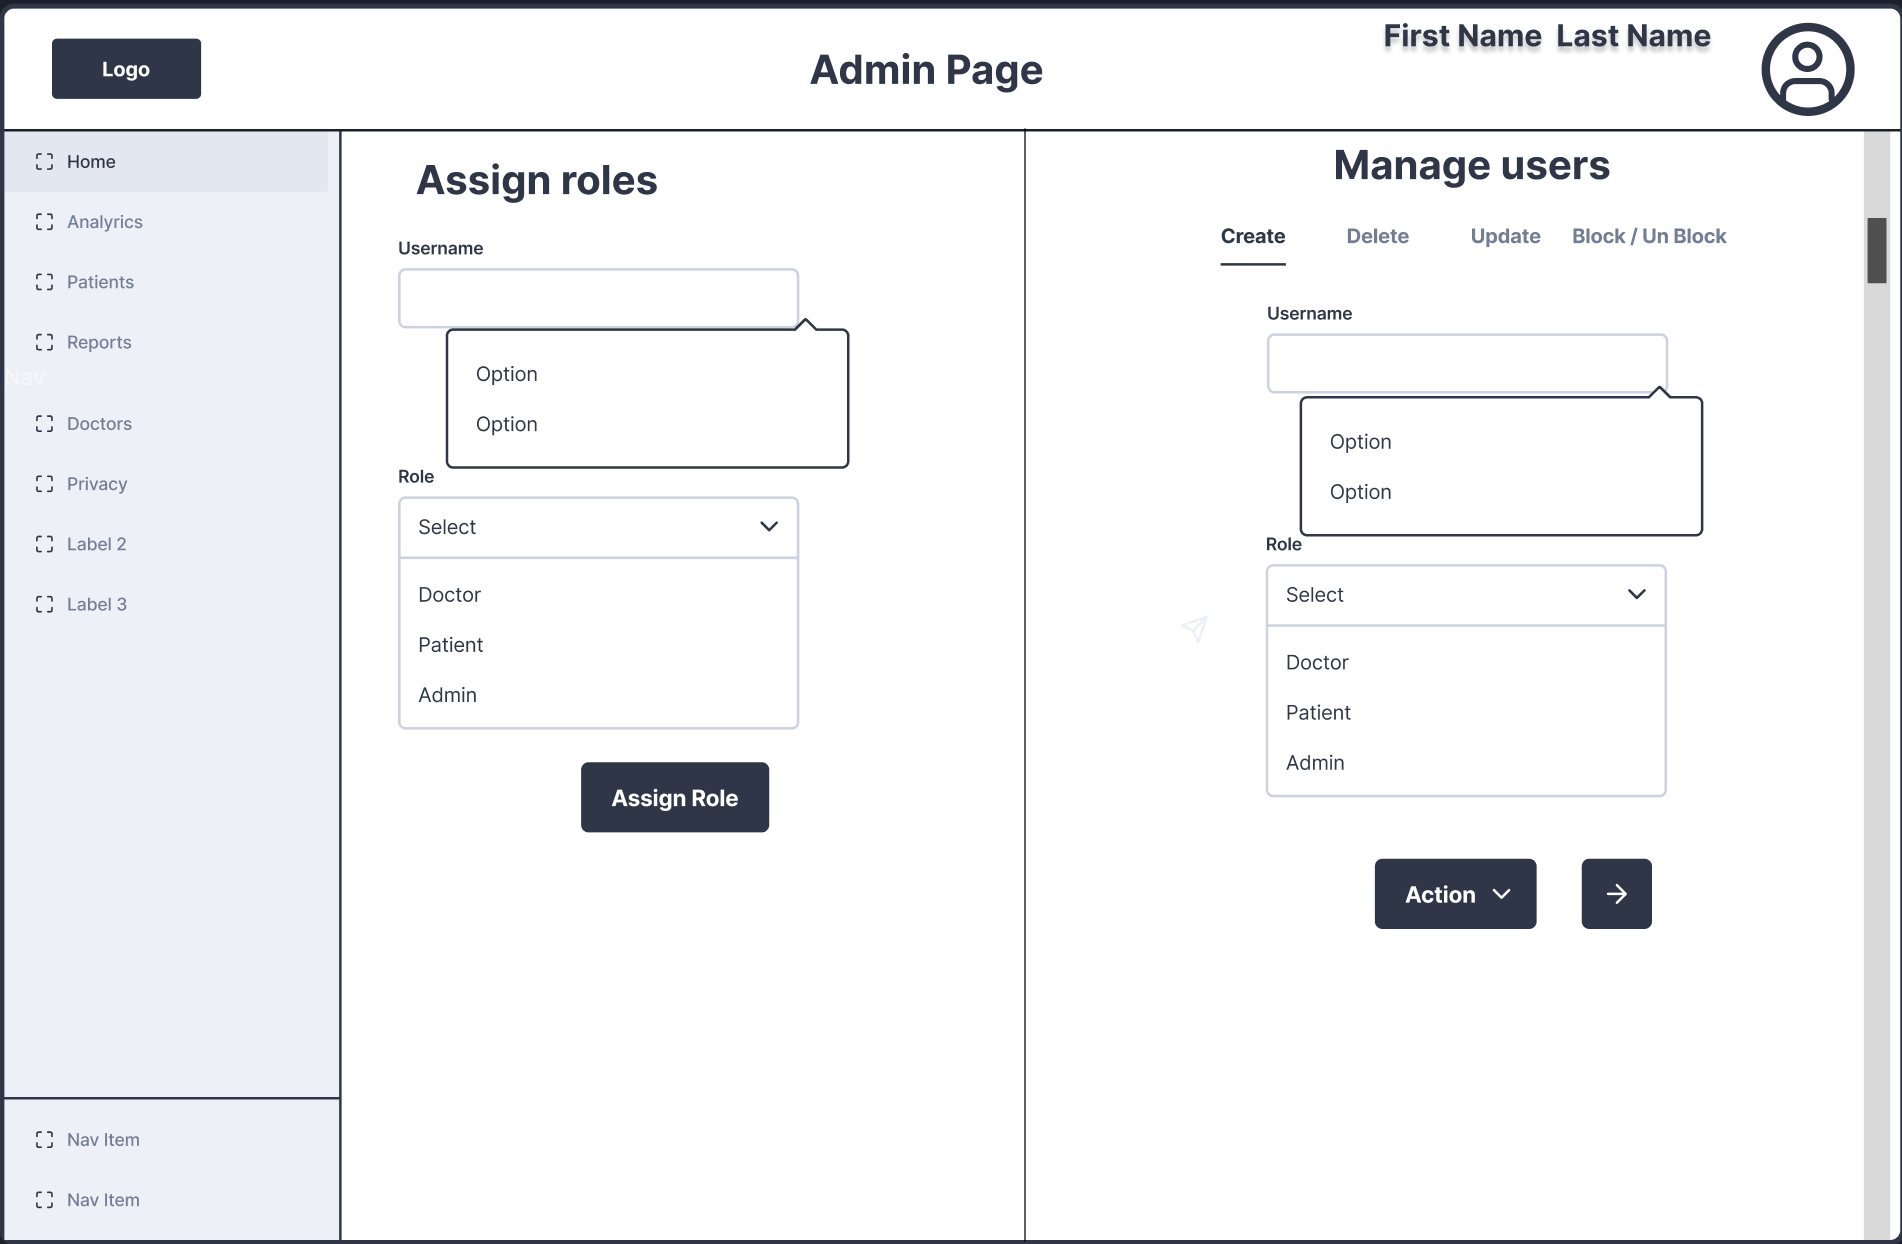 Logo
Admin Page
First Name Last Name
Home
Analyrics
Patients
Reports
Nav
Doctors
Privacy
Label 2
Label 3
Nav Item
Nav Item
Assign roles
Username
Option
Option
Role
Select
Doctor
Patient
Admin
Assign Role
Manage users
Create Delete Update Block / Un Block
Username
Option
Option
Role
Select
Doctor
Patient
Admin
Action